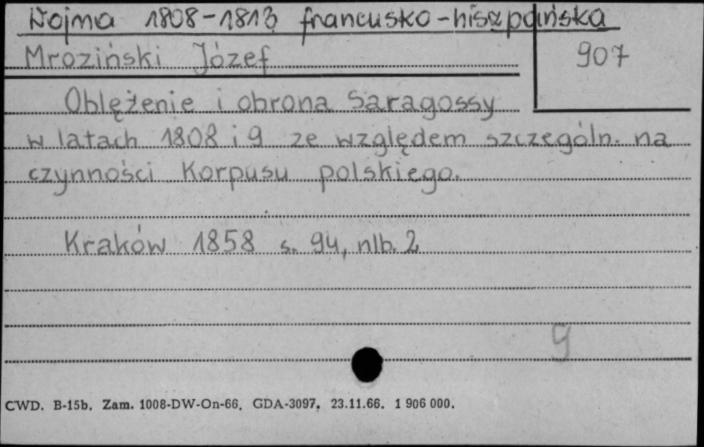 Wojna 1808-1813 francusko-hiszpańska
Mroziński Józef
907
Oblężenie i obrona Saragossy
w latach 1808 i 9 ze względem szczególn. na
czynności Korpusu polskiego.
Kraków 1858 s. 94, nlb. 2
9
CWD. B-15b. Zam. 1008-DW-On-66. GDA-3097. 23.11.66. 1 906 000.